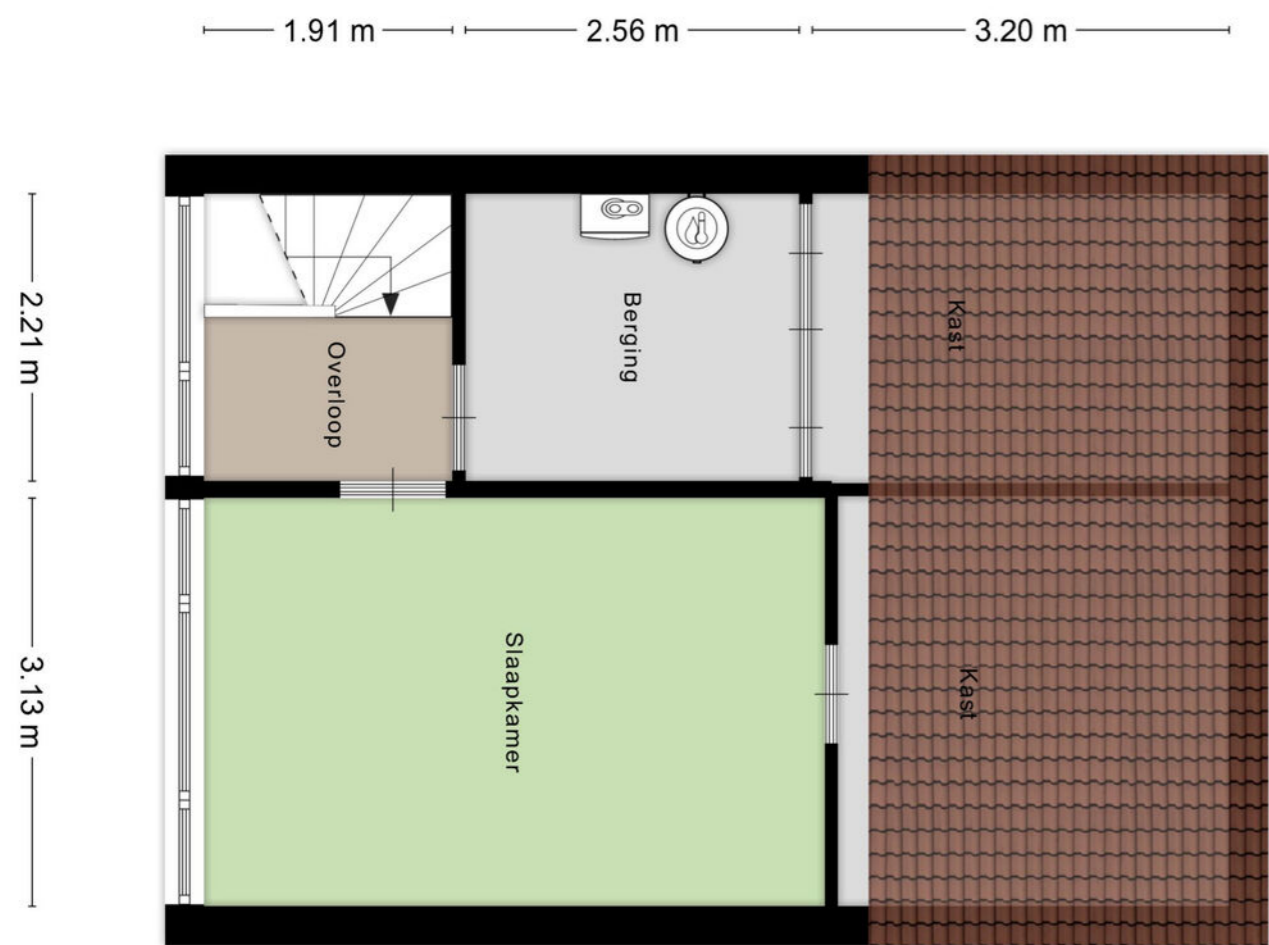 1.91 m
2.56 m
3.20 m
2.21 m
Overloop
Berging
Kast
3.13 m
Slaapkamer
Kast